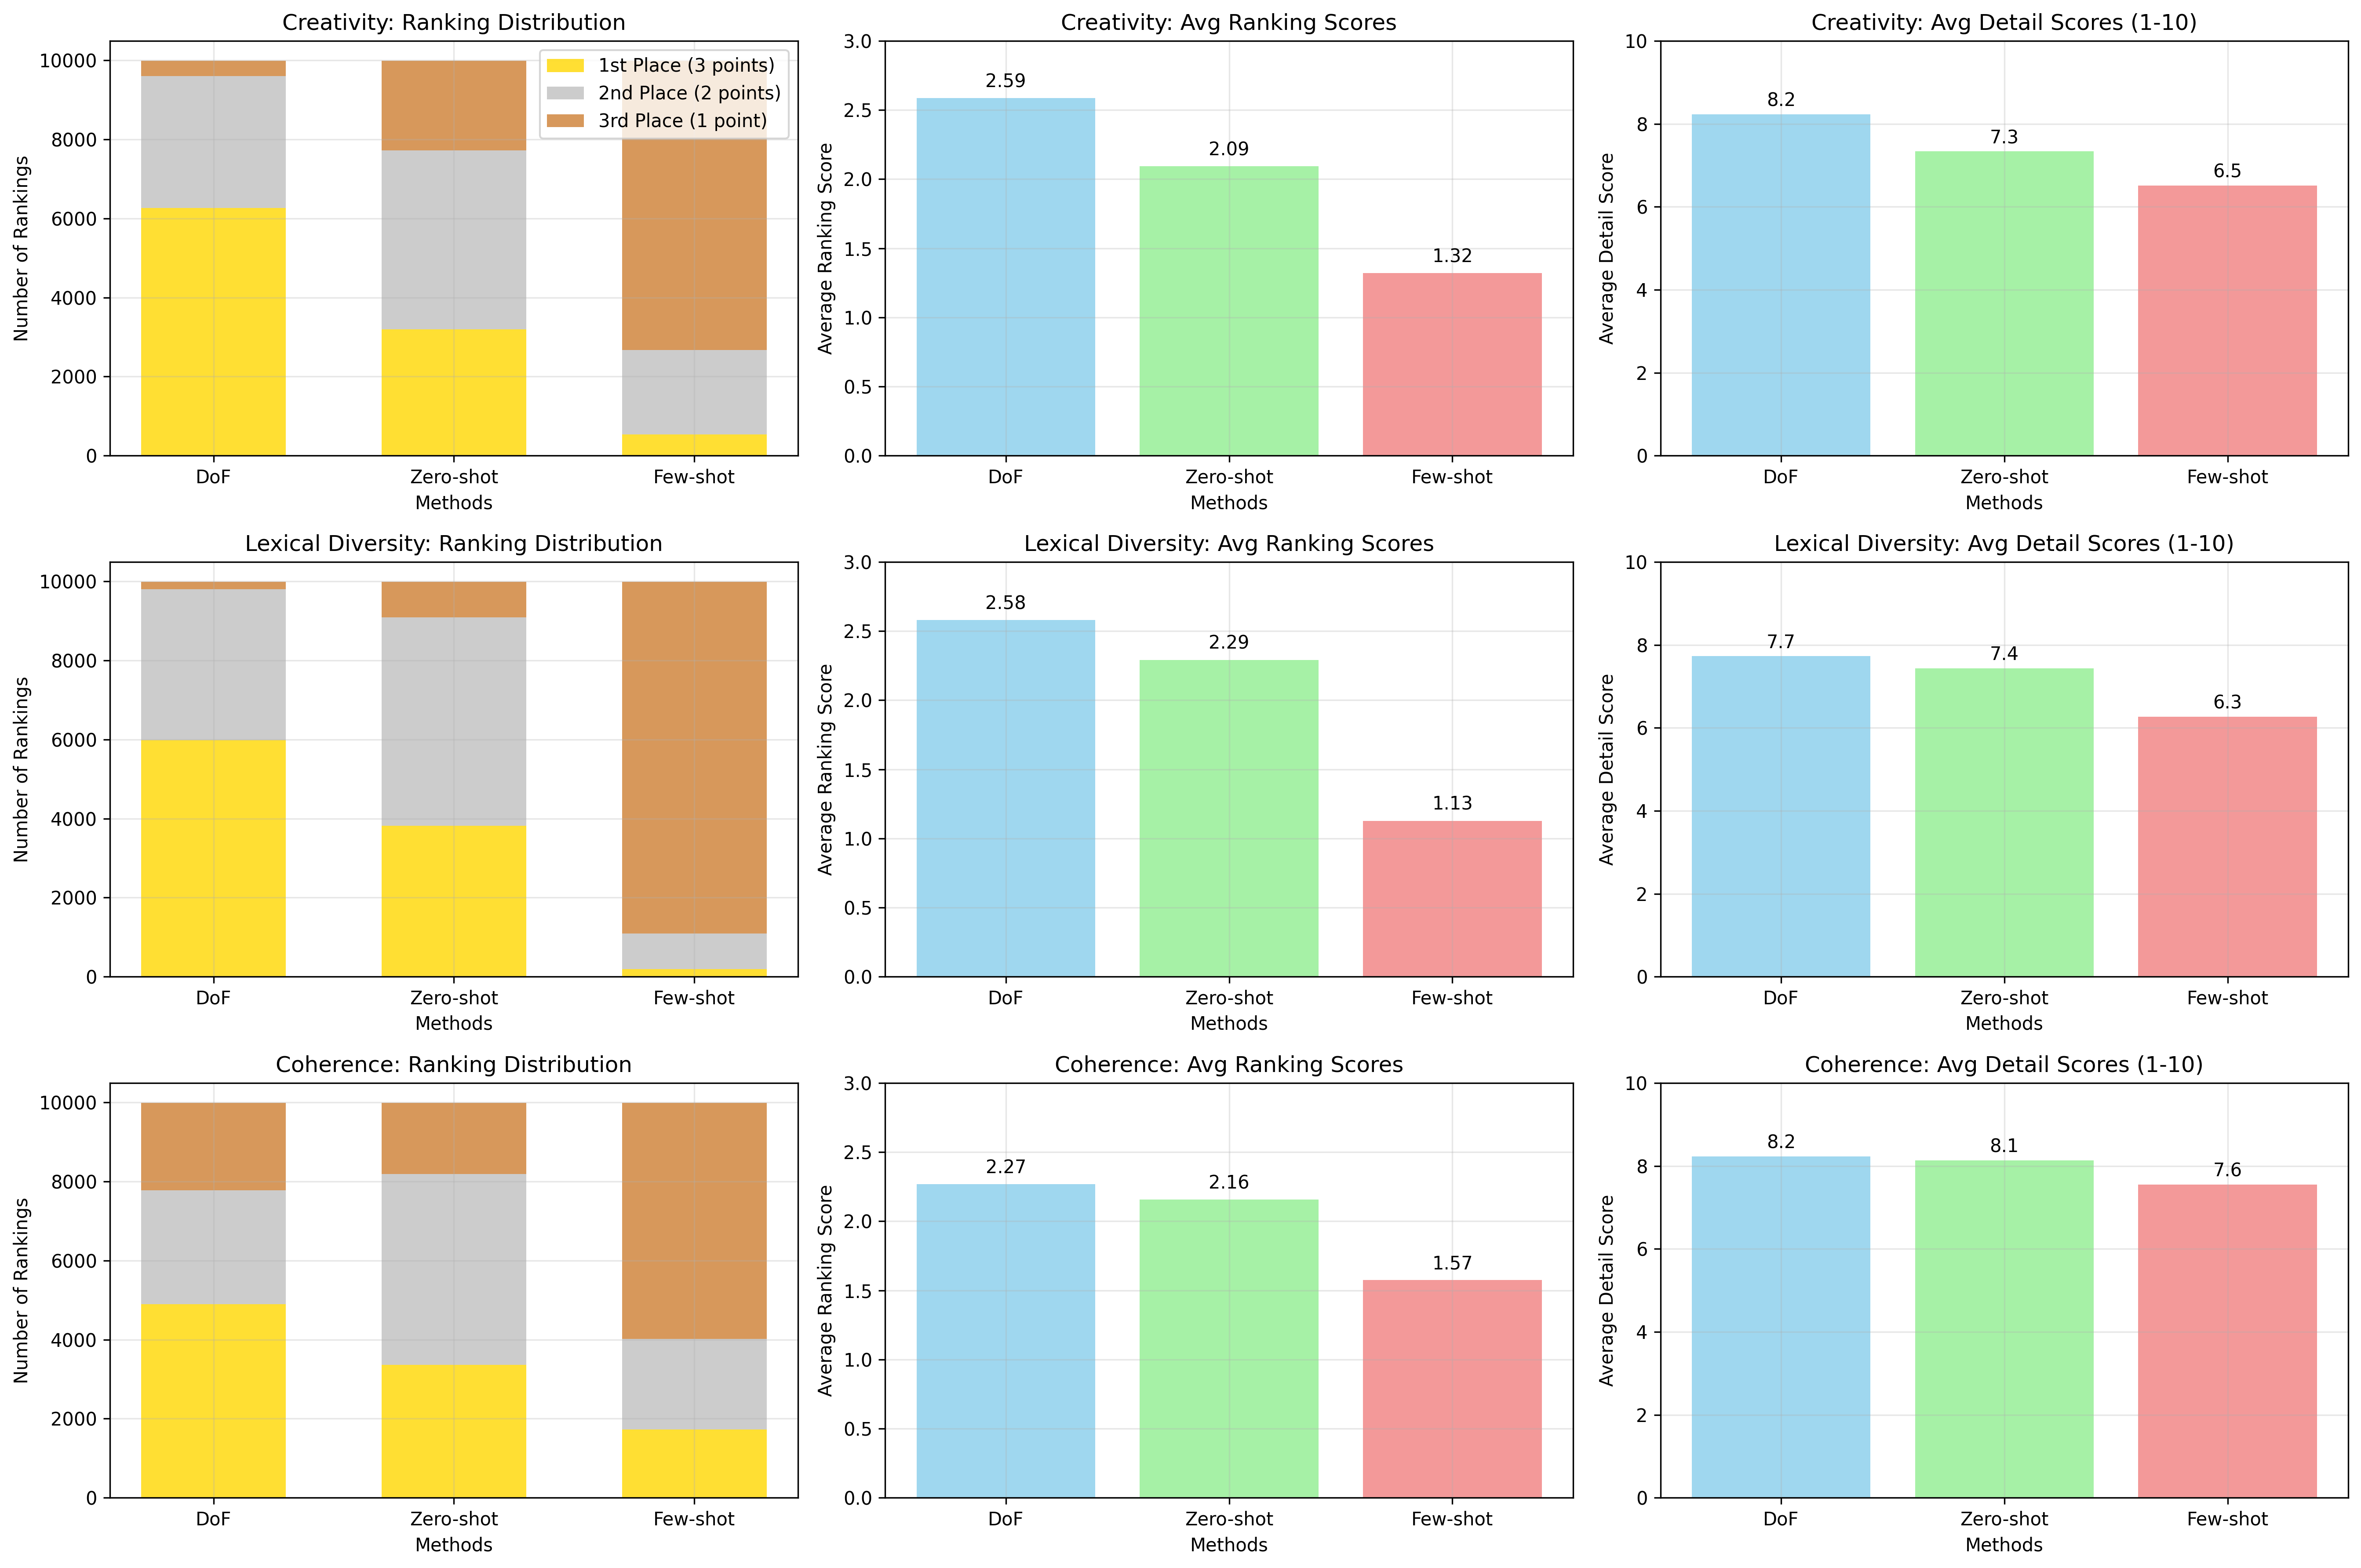 Creativity: Ranking Distribution
10000
8000
6000
4000
2000
0
Number of Rankings
1st Place (3 points)
2nd Place (2 points)
3rd Place (1 point)
DoF Zero-shot Few-shot
Methods
Creativity: Avg Ranking Scores
3.0
2.5
2.0
1.5
1.0
0.5
0.0
Average Ranking Score
2.59
2.09
1.32
DoF Zero-shot Few-shot
Methods
Creativity: Avg Detail Scores (1-10)
10
8
6
4
2
0
Average Detail Score
8.2
7.3
6.5
DoF Zero-shot Few-shot
Methods
Lexical Diversity: Ranking Distribution
10000
8000
6000
4000
2000
0
Number of Rankings
DoF Zero-shot Few-shot
Methods
Lexical Diversity: Avg Ranking Scores
3.0
2.5
2.0
1.5
1.0
0.5
0.0
Average Ranking Score
2.58
2.29
1.13
DoF Zero-shot Few-shot
Methods
Lexical Diversity: Avg Detail Scores (1-10)
10
8
6
4
2
0
Average Detail Score
7.7
7.4
6.3
DoF Zero-shot Few-shot
Methods
Coherence: Ranking Distribution
10000
8000
6000
4000
2000
0
Number of Rankings
DoF Zero-shot Few-shot
Methods
Coherence: Avg Ranking Scores
3.0
2.5
2.0
1.5
1.0
0.5
0.0
Average Ranking Score
2.27
2.16
1.57
DoF Zero-shot Few-shot
Methods
Coherence: Avg Detail Scores (1-10)
10
8
6
4
2
0
Average Detail Score
8.2
8.1
7.6
DoF Zero-shot Few-shot
Methods